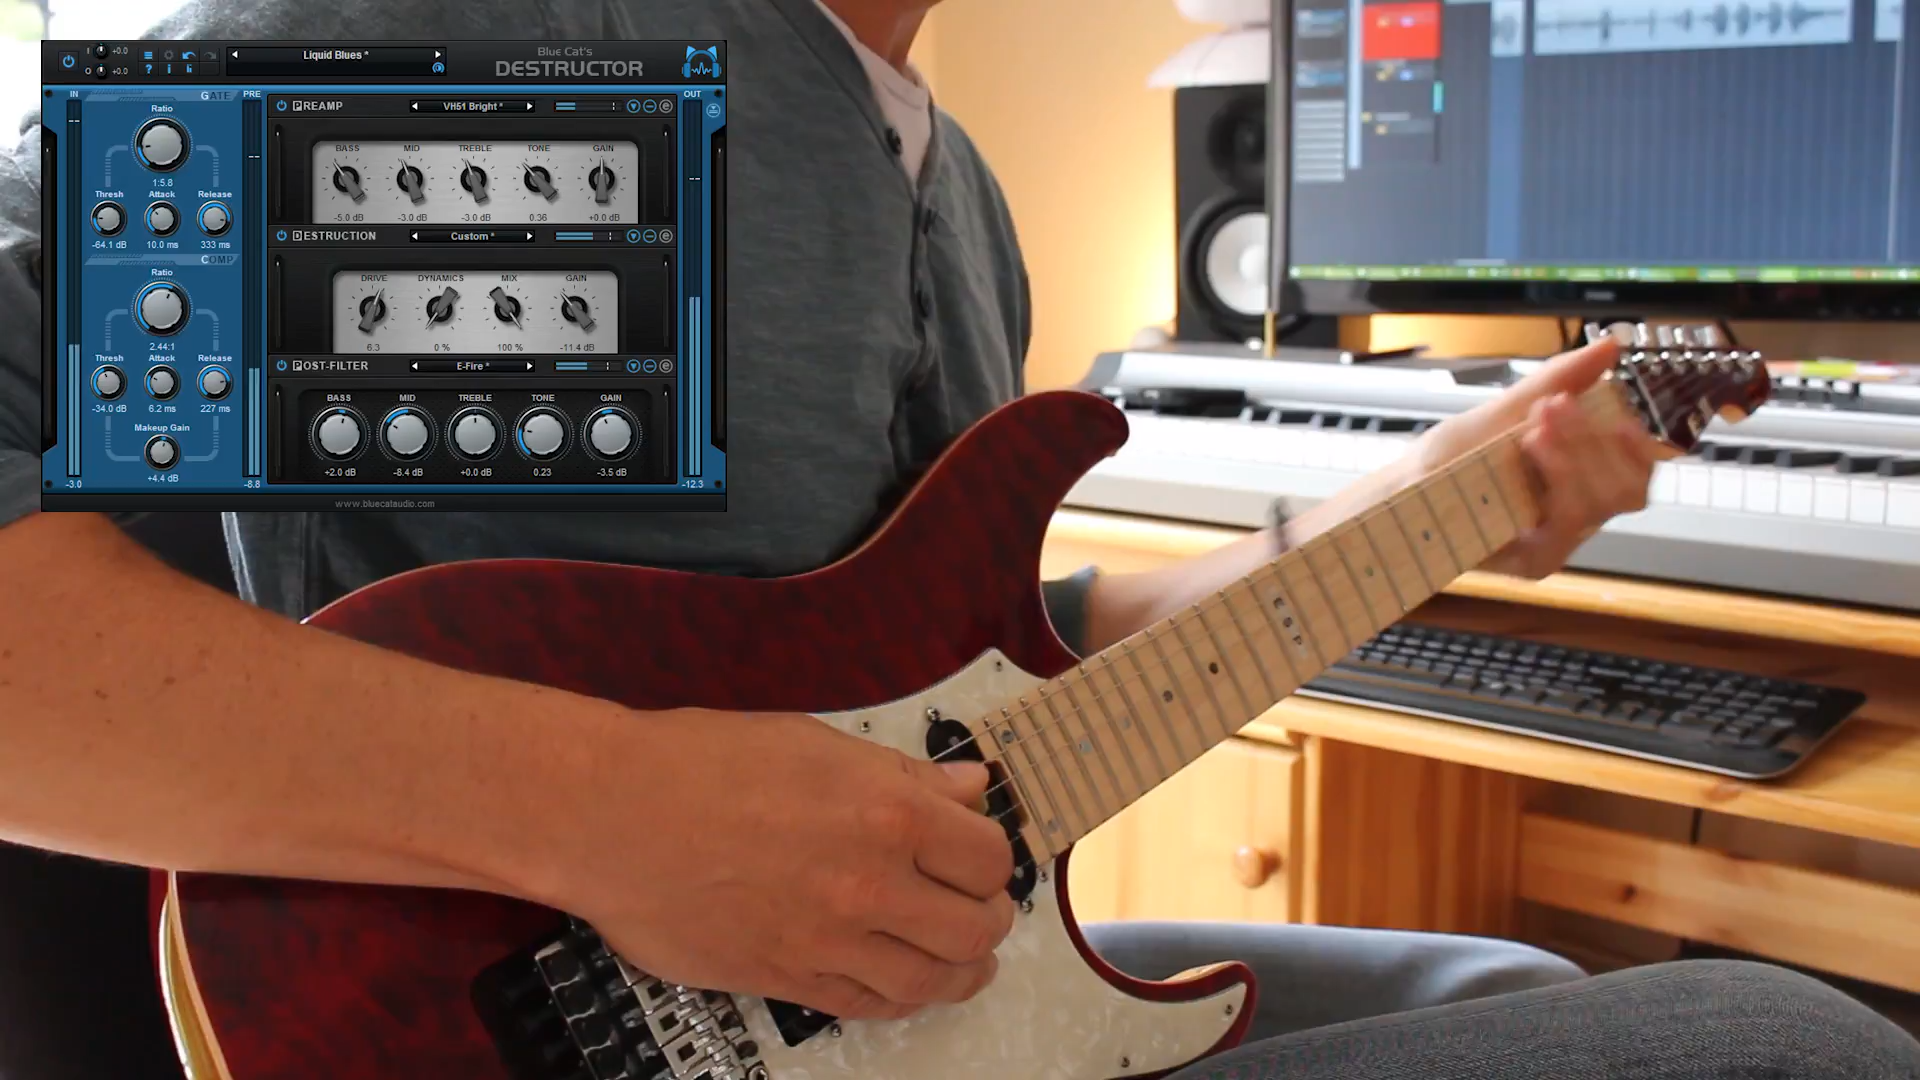 I +0.0
O +0.0
? i
Liquid Blues *
Blue Cat's
DESTRUCTOR
IN
GATE
PRE
Ratio
1:5.8
Thresh Attack Release
-64.1 dB 10.0 ms 333 ms
COMP
Ratio
2.44:1
Thresh Attack Release
-34.0 dB 6.2 ms 227 ms
Makeup Gain
+4.4 dB
-3.0
-8.8
PREAMP
VH51 Bright *
e
BASS MID TREBLE TONE GAIN
-5.0 dB -3.0 dB -3.0 dB 0.36 +0.0 dB
DESTRUCTION
Custom *
e
DRIVE DYNAMICS MIX GAIN
6.3 0 % 100 % -11.4 dB
POST-FILTER
E-Fire *
e
BASS MID TREBLE TONE GAIN
+2.0 dB -8.4 dB +0.0 dB 0.23 -3.5 dB
OUT
-12.3
www.bluecataudio.com
ESP